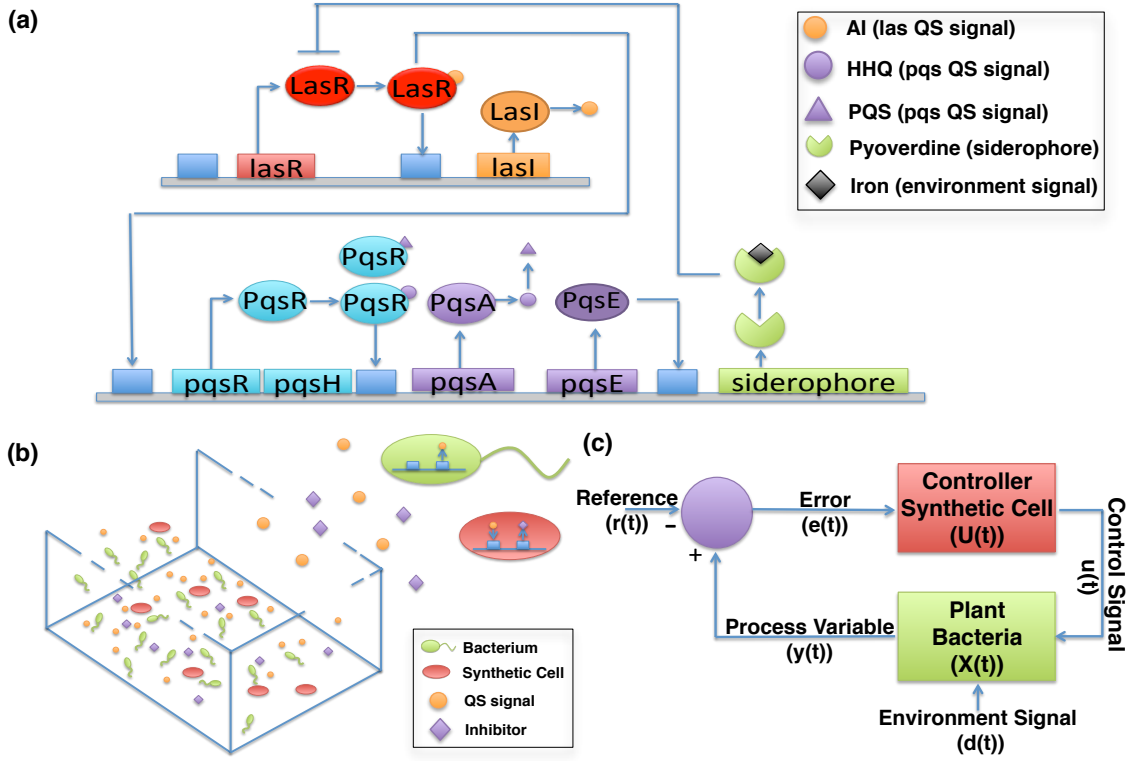 (a)
LasR
LasR
LasI
lasR
lasI
AI (las QS signal)
HHQ (pqs QS signal)
PQS (pqs QS signal)
Pyoverdine (siderophore)
Iron (environment signal)
PqsR
PqsR
PqsR
PqsA
PqsE
pqsR
pqsH
pqsA
pqsE
siderophore
(b)
Bacterium
Synthetic Cell
QS signal
Inhibitor
(c)
Reference
(r(t))
−
+
Error
(e(t))
Controller
Synthetic Cell
(U(t))
Control Signal
u(t)
Process Variable
(y(t))
Plant
Bacteria
(X(t))
Environment Signal
(d(t))